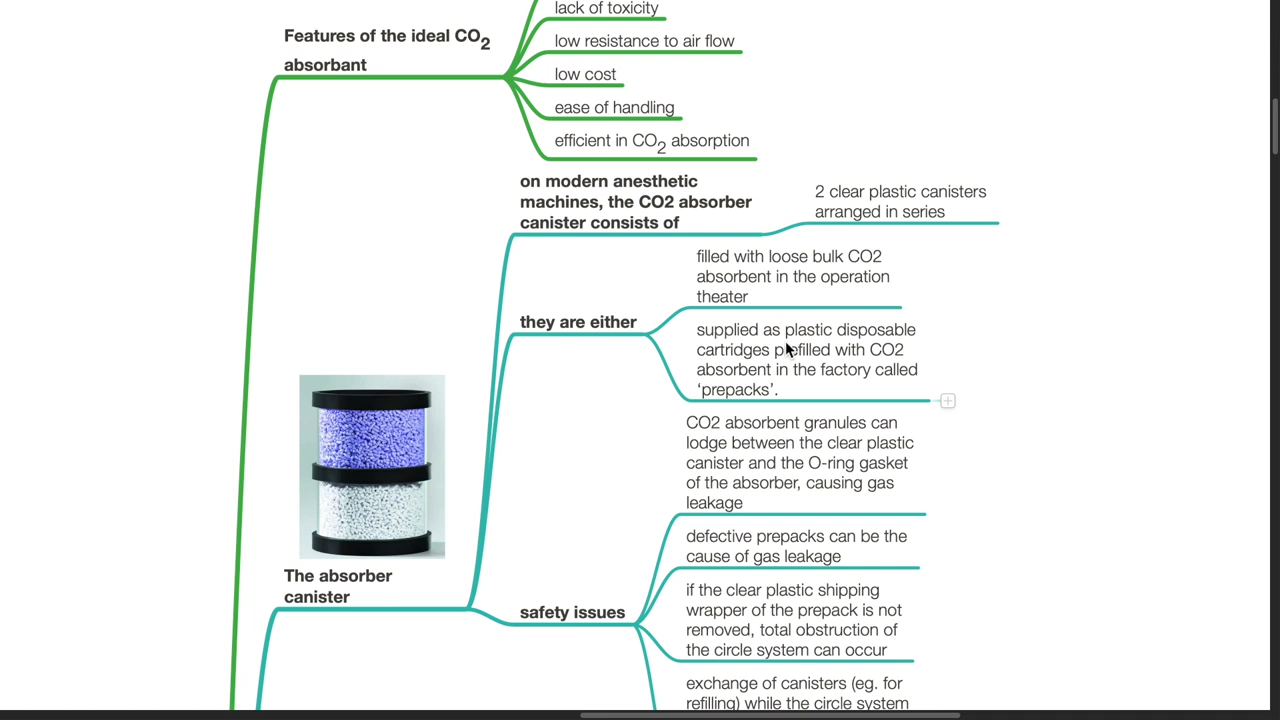 lack of toxicity
Features of the ideal CO2
absorbant
low resistance to air flow
low cost
ease of handling
efficient in CO2 absorption
on modern anesthetic
machines, the CO2 absorber
canister consists of
2 clear plastic canisters
arranged in series
they are either
filled with loose bulk CO2
absorbent in the operation
theater
supplied as plastic disposable
cartridges prefilled with CO2
absorbent in the factory called
‘prepacks’.
The absorber
canister
safety issues
CO2 absorbent granules can
lodge between the clear plastic
canister and the O-ring gasket
of the absorber, causing gas
leakage
defective prepacks can be the
cause of gas leakage
if the clear plastic shipping
wrapper of the prepack is not
removed, total obstruction of
the circle system can occur
exchange of canisters (eg. for
refilling) while the circle system